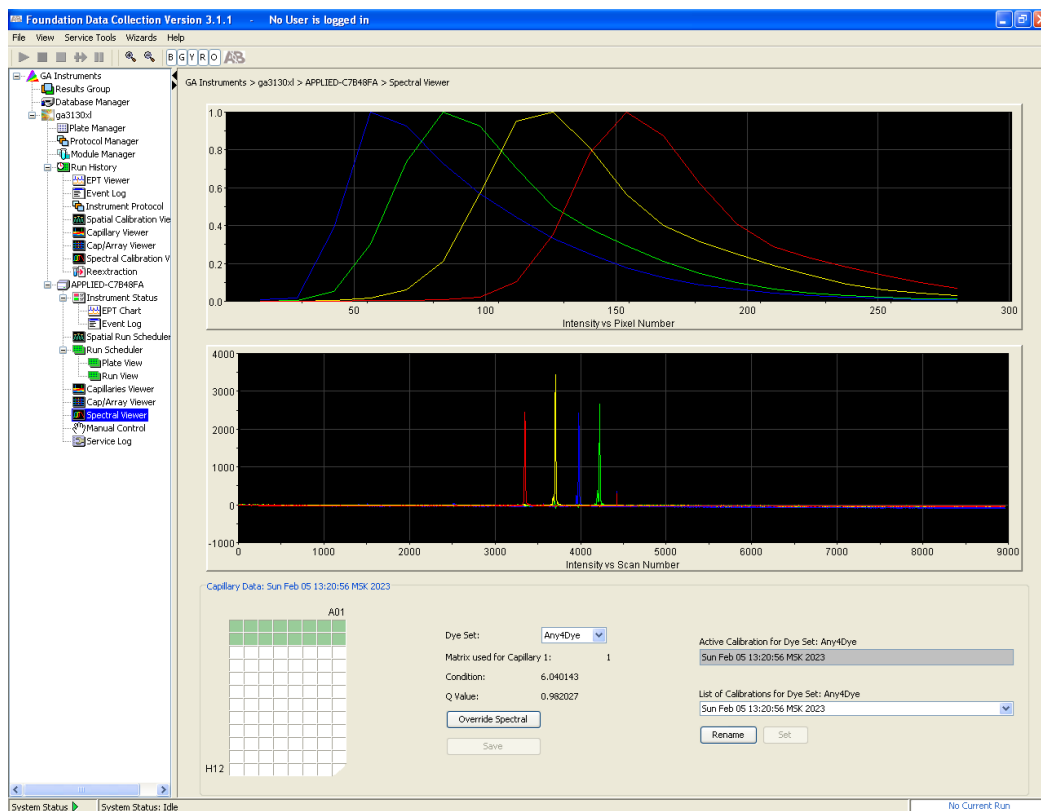 Foundation Data Collection Version 3.1.1 - No User is logged in
File View Service Tools Wizards Help
B G Y R O
GA Instruments
Results Group
Database Manager
ga3130xl
Plate Manager
Protocol Manager
Module Manager
Run History
EPT Viewer
Event Log
Instrument Protocol
Spatial Calibration Vie
Capillary Viewer
Cap/Array Viewer
Spectral Calibration V
Reextraction
APPLIED-C7B48FA
Instrument Status
EPT Chart
Event Log
Spatial Run Scheduler
Run Scheduler
Plate View
Run View
Capillaries Viewer
Cap/Array Viewer
Spectral Viewer
Manual Control
Service Log
GA Instruments > ga3130xl > APPLIED-C7B48FA > Spectral Viewer
1.0
0.8
0.6
0.4
0.2
0.0
50 100 150 200 250 300
Intensity vs Pixel Number
4000
3000
2000
1000
0
-1000
0 1000 2000 3000 4000 5000 6000 7000 8000 9000
Intensity vs Scan Number
Capillary Data: Sun Feb 05 13:20:56 MSK 2023
A01
H12
Dye Set: Any4Dye
Matrix used for Capillary 1: 1
Condition: 6.040143
Q Value: 0.982027
Override Spectral
Save
Active Calibration for Dye Set: Any4Dye
Sun Feb 05 13:20:56 MSK 2023
List of Calibrations for Dye Set: Any4Dye
Sun Feb 05 13:20:56 MSK 2023
Rename Set
System Status System Status: Idle No Current Run